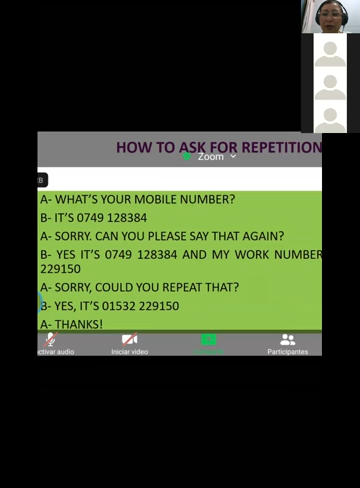 HOW TO ASK FOR REPETITION
Zoom
A- WHAT'S YOUR MOBILE NUMBER?
B- IT'S 0749 128384
A- SORRY. CAN YOU PLEASE SAY THAT AGAIN?
B- YES IT'S 0749 128384 AND MY WORK NUMBER
229150
A- SORRY, COULD YOU REPEAT THAT?
B- YES, IT'S 01532 229150
A- THANKS!
ctivar audio
Iniciar video
Participantes